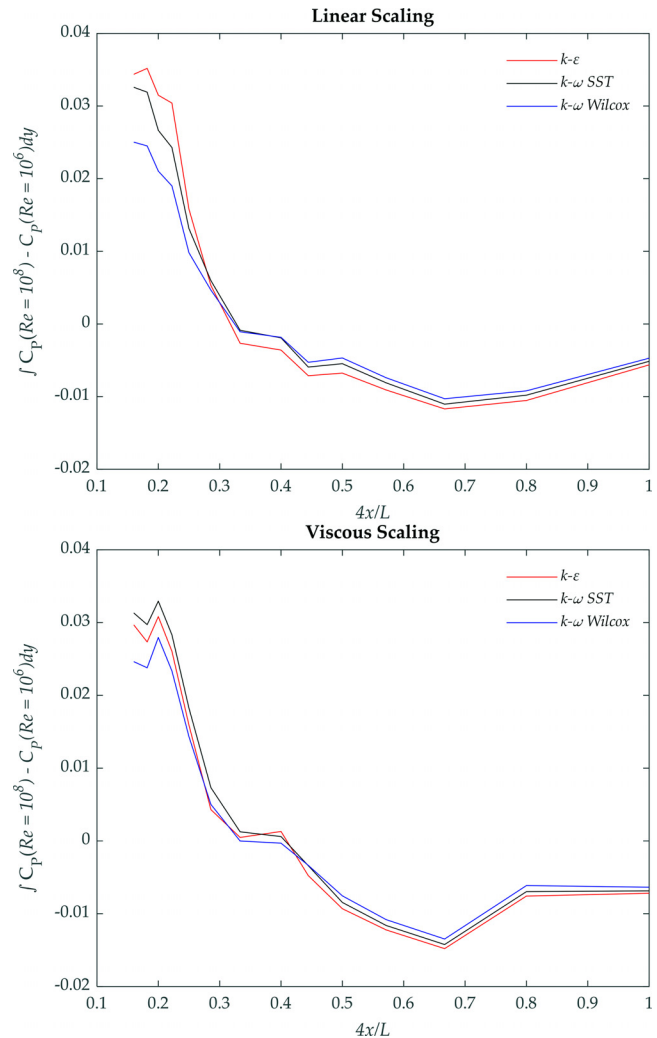 Linear Scaling
0.04
0.03
0.02
0.01
0
-0.01
-0.02
∫ C_P(Re = 10^8) - C_P(Re = 10^6)dy
k-ε
k-ω SST
k-ω Wilcox
0.1 0.2 0.3 0.4 0.5 0.6 0.7 0.8 0.9 1
4x/L
Viscous Scaling
0.04
0.03
0.02
0.01
0
-0.01
-0.02
∫ C_P(Re = 10^8) - C_P(Re = 10^6)dy
k-ε
k-ω SST
k-ω Wilcox
0.1 0.2 0.3 0.4 0.5 0.6 0.7 0.8 0.9 1
4x/L